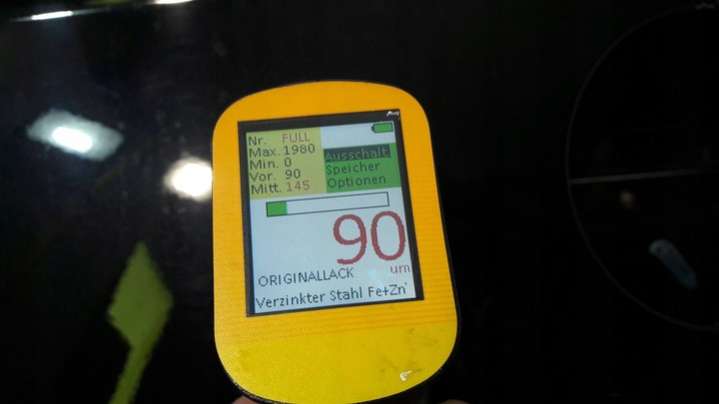 Nr. FULL
Max. 1980
Min. 0
Vor. 90
Mitt. 145
Ausschalt
Speicher
Optionen
90
um
ORIGINALLACK
Verzinkter Stahl Fe+Zn